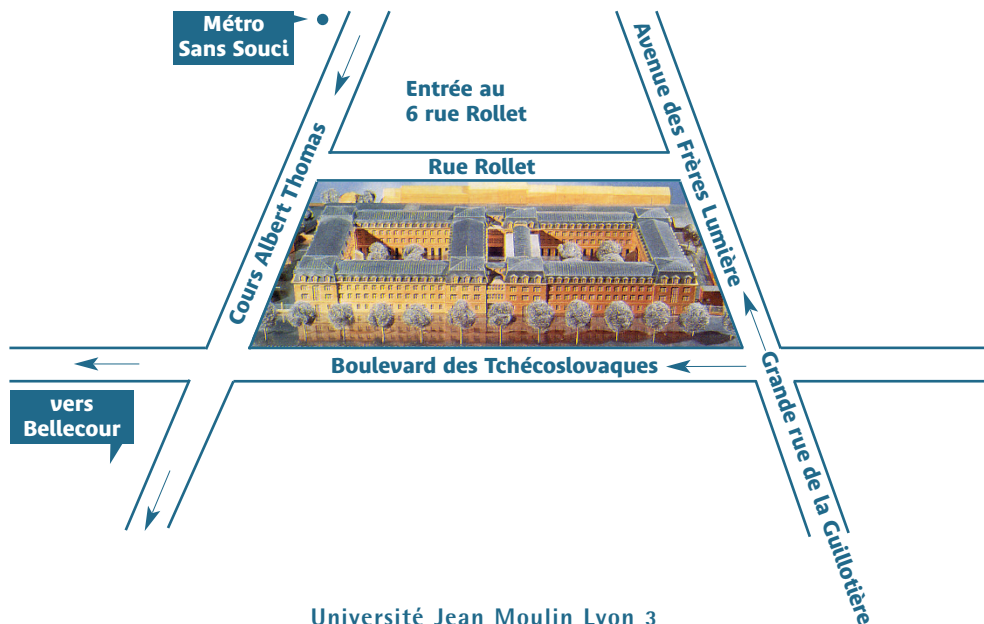 Métro
Sans Souci
Entrée au
6 rue Rollet
Avenue des Frères Lumière
Rue Rollet
Cours Albert Thomas
Boulevard des Tchécoslovaques
vers
Bellecour
Grande rue de la Guillotière
Université Jean Moulin Lyon 3